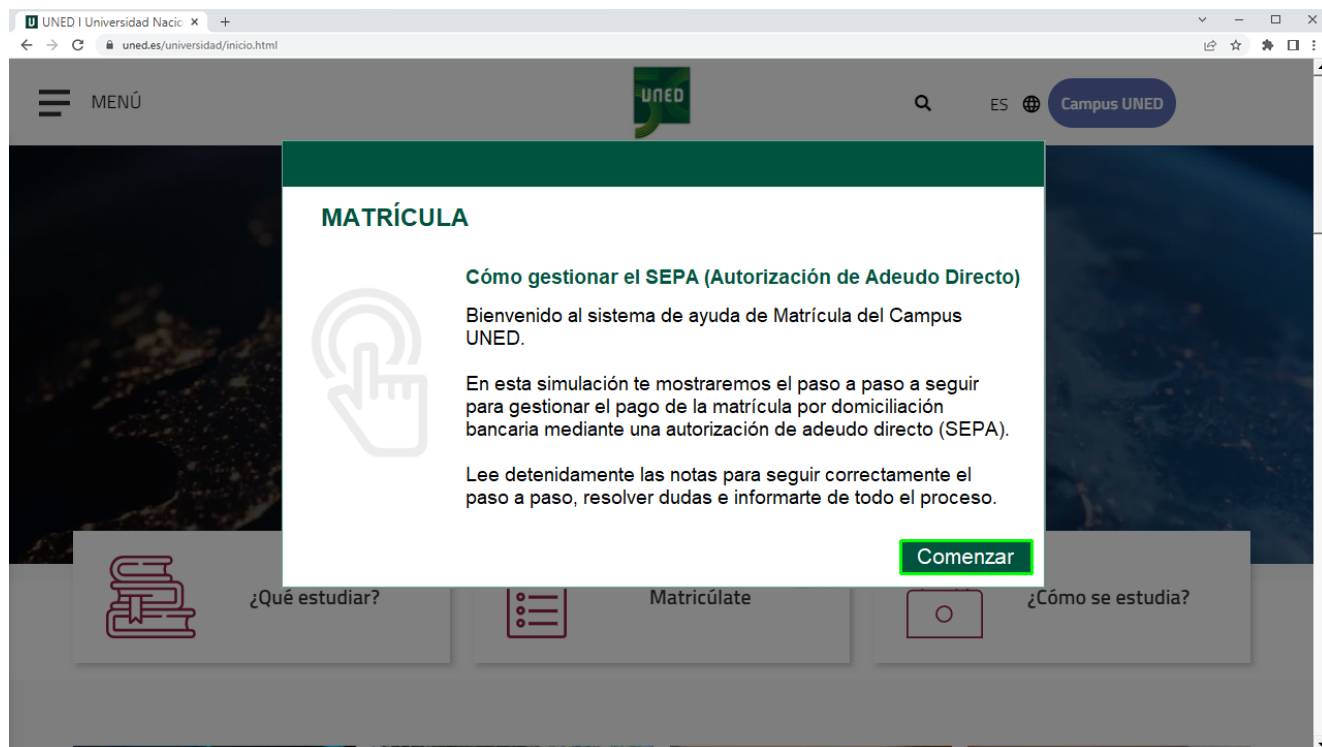 UNED I Universidad Nacio
uned.es/universidad/inicio.html
MENÚ
UNED
ES
Campus UNED
MATRÍCULA
Cómo gestionar el SEPA (Autorización de Adeudo Directo)
Bienvenido al sistema de ayuda de Matrícula del Campus
UNED.
En esta simulación te mostraremos el paso a paso a seguir
para gestionar el pago de la matrícula por domiciliación
bancaria mediante una autorización de adeudo directo (SEPA).
Lee detenidamente las notas para seguir correctamente el
paso a paso, resolver dudas e informarte de todo el proceso.
Comenzar
¿Qué estudiar?
Matricúlate
¿Cómo se estudia?